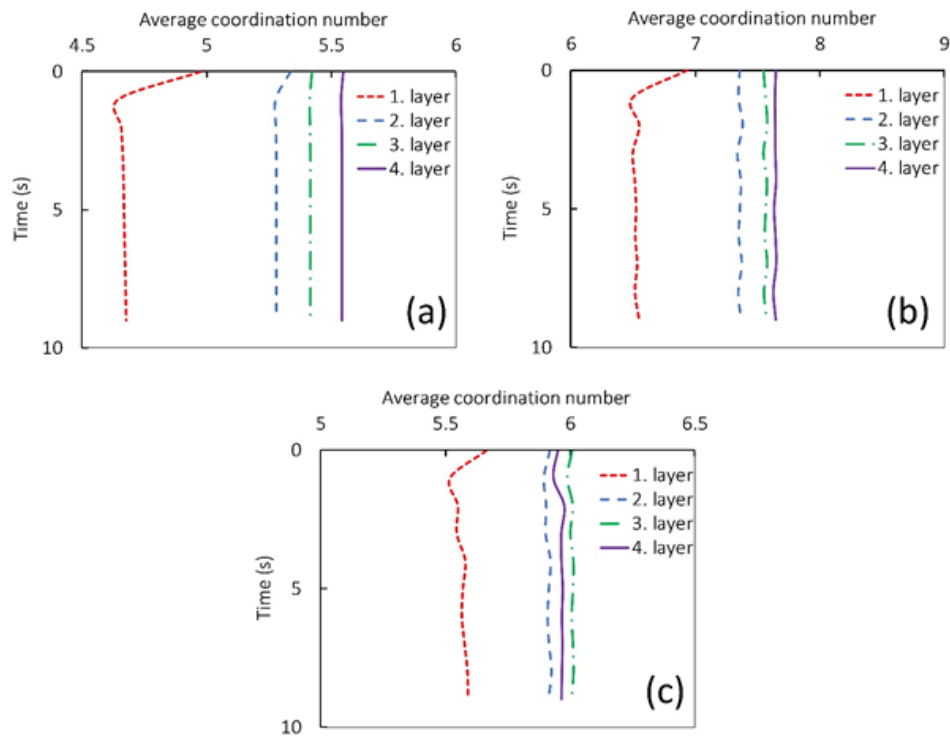 Average coordination number
4.5 5 5.5 6
0
5
10
Time (s)
1. layer
2. layer
3. layer
4. layer
(a)
Average coordination number
6 7 8 9
0
5
10
Time (s)
1. layer
2. layer
3. layer
4. layer
(b)
Average coordination number
5 5.5 6 6.5
0
5
10
Time (s)
1. layer
2. layer
3. layer
4. layer
(c)